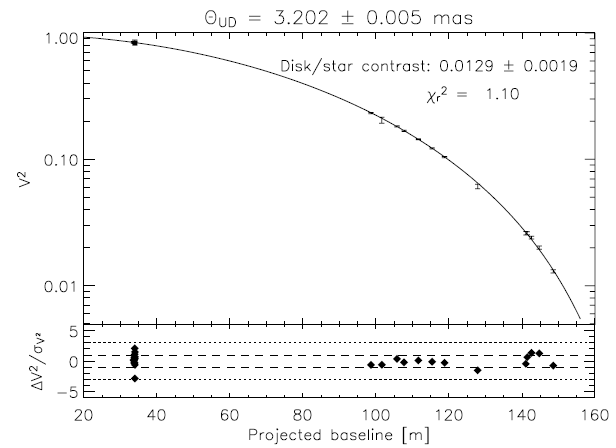 Θ_UD = 3.202 ± 0.005 mas
1.00
Disk/star contrast: 0.0129 ± 0.0019
χ_r² = 1.10
0.10
V²
0.01
5
0
−5
ΔV²/σ_V²
20 40 60 80 100 120 140 160
Projected baseline [m]